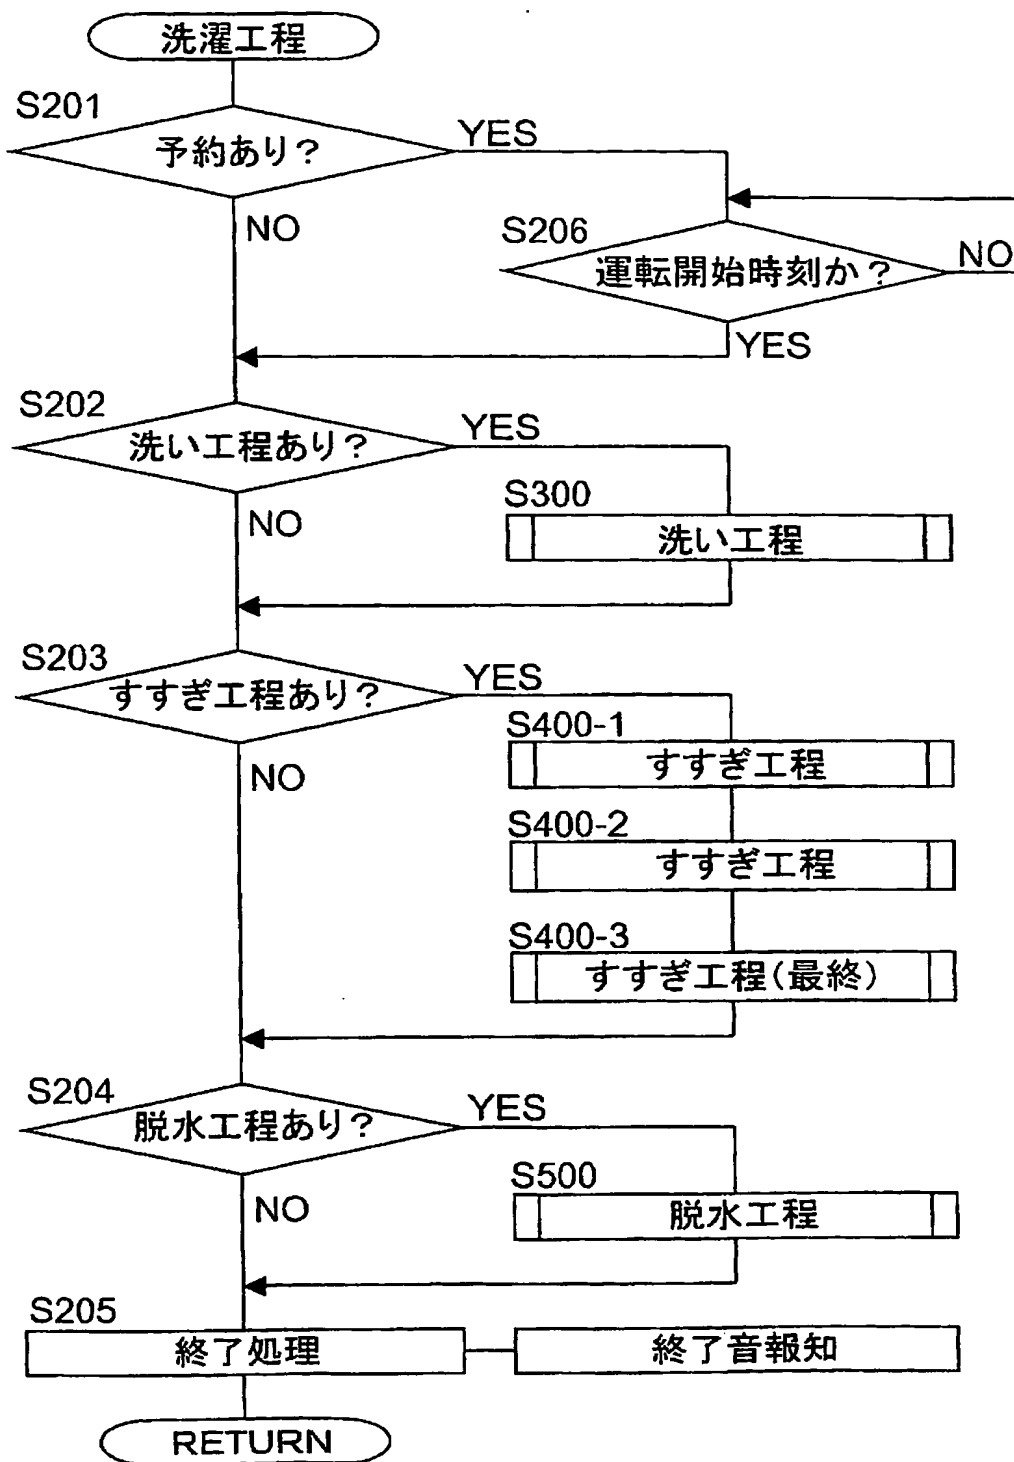 洗濯工程
S201
予約あり?
YES
NO
S206
運転開始時刻か?
NO
YES
S202
洗い工程あり?
YES
NO
S300
洗い工程
S203
すすぎ工程あり?
YES
NO
S400-1
すすぎ工程
S400-2
すすぎ工程
S400-3
すすぎ工程(最終)
S204
脱水工程あり?
YES
NO
S500
脱水工程
S205
終了処理
終了音報知
RETURN